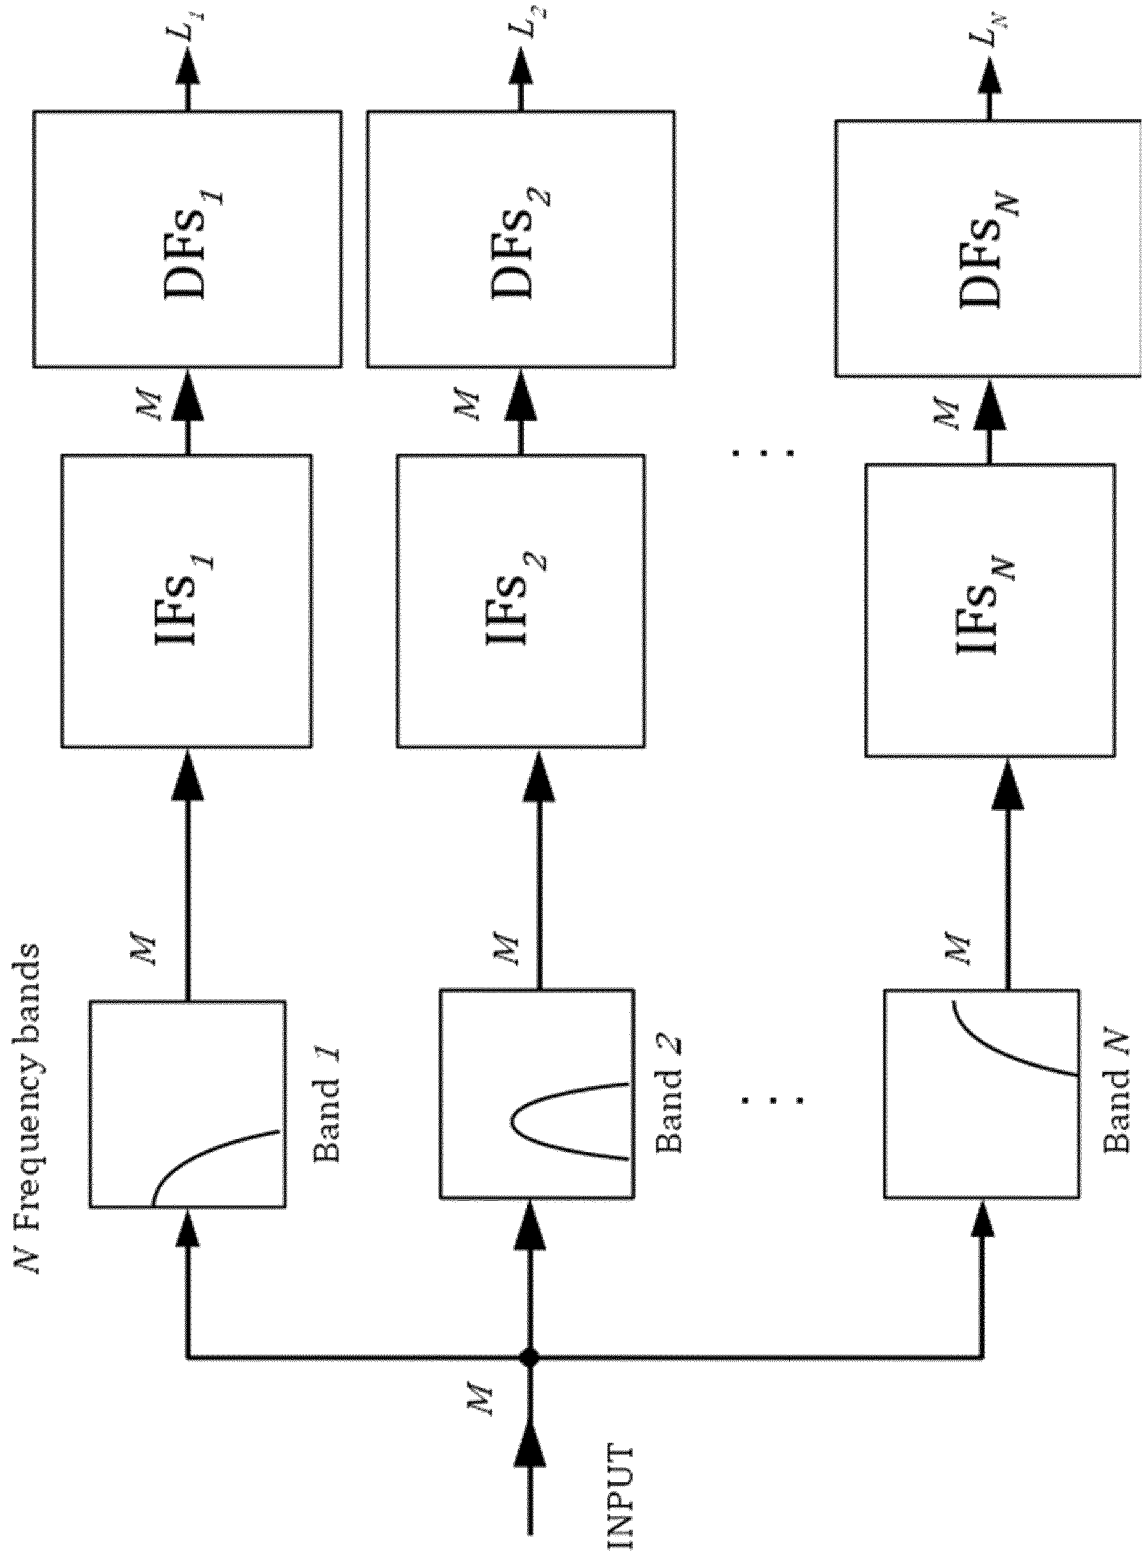 N Frequency bands
INPUT
M
Band 1
M
IFs1
M
DFs1
L1
Band 2
M
IFs2
M
DFs2
L2
. . .
. . .
Band N
M
IFsN
M
DFsN
LN